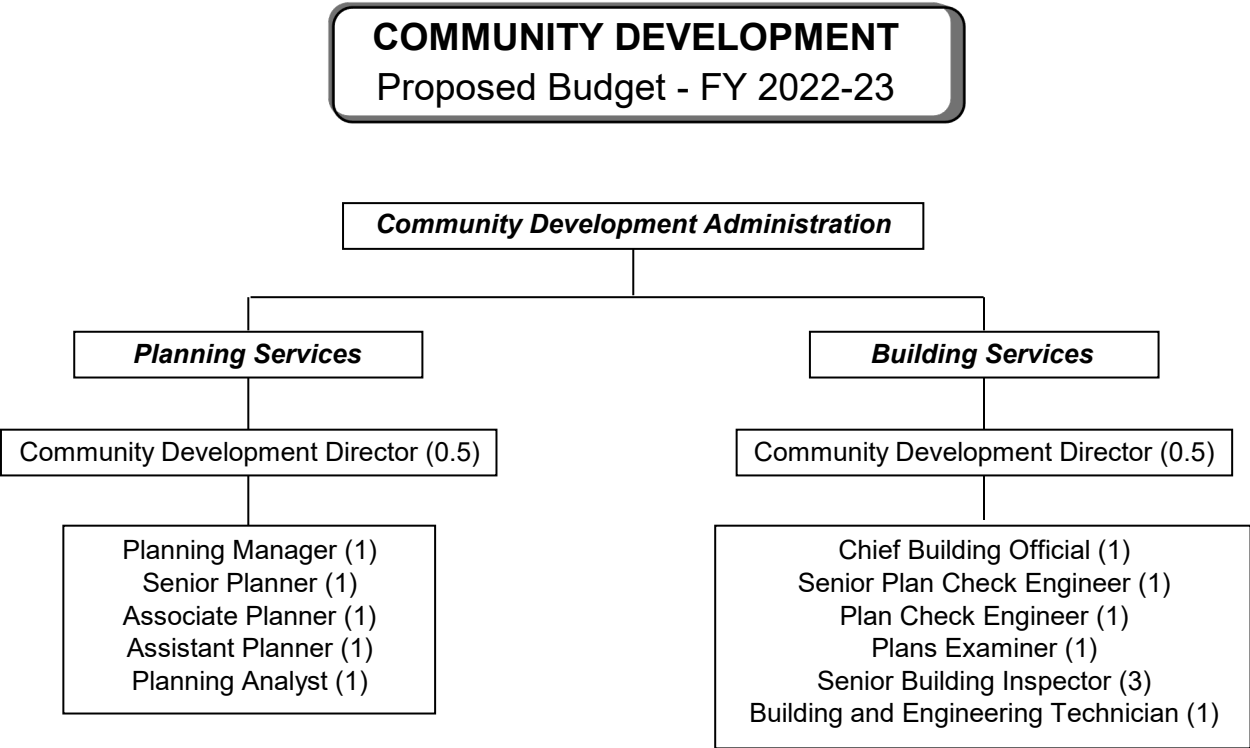 COMMUNITY DEVELOPMENT
Proposed Budget - FY 2022-23
Community Development Administration
Planning Services
Building Services
Community Development Director (0.5)
Community Development Director (0.5)
Planning Manager (1)
Senior Planner (1)
Associate Planner (1)
Assistant Planner (1)
Planning Analyst (1)
Chief Building Official (1)
Senior Plan Check Engineer (1)
Plan Check Engineer (1)
Plans Examiner (1)
Senior Building Inspector (3)
Building and Engineering Technician (1)